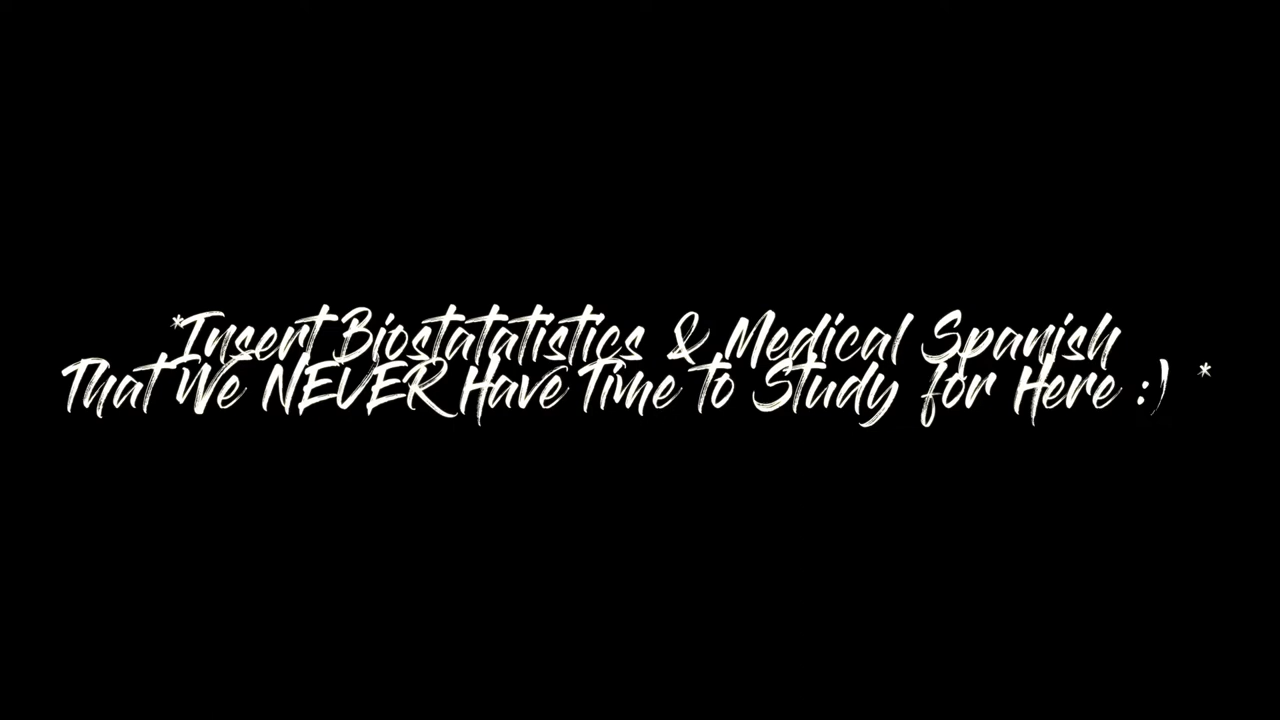 *Insert Biostatatistics & Medical Spanish
That We NEVER Have Time to Study for Here :) *